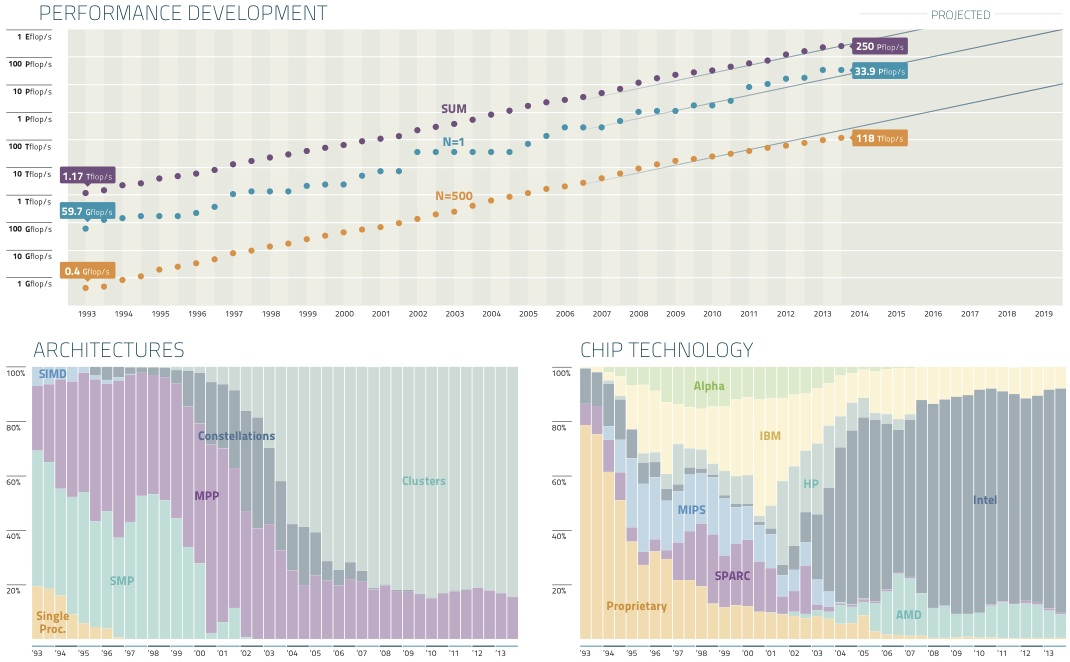 PERFORMANCE DEVELOPMENT
PROJECTED
1 Eflop/s
100 Pflop/s
10 Pflop/s
1 Pflop/s
100 Tflop/s
10 Tflop/s
1 Tflop/s
100 Gflop/s
10 Gflop/s
1 Gflop/s
250 Pflop/s
33.9 Pflop/s
SUM
N=1
118 Tflop/s
1.17 Tflop/s
N=500
59.7 Gflop/s
0.4 Gflop/s
1993 1994 1995 1996 1997 1998 1999 2000 2001 2002 2003 2004 2005 2006 2007 2008 2009 2010 2011 2012 2013 2014 2015 2016 2017 2018 2019
ARCHITECTURES
100%
80%
60%
40%
20%
SIMD
Constellations
Clusters
MPP
SMP
Single
Proc.
'93 '94 '95 '96 '97 '98 '99 '00 '01 '02 '03 '04 '05 '06 '07 '08 '09 '10 '11 '12 '13
CHIP TECHNOLOGY
100%
80%
60%
40%
20%
Alpha
IBM
HP
Intel
MIPS
SPARC
Proprietary
AMD
'93 '94 '95 '96 '97 '98 '99 '00 '01 '02 '03 '04 '05 '06 '07 '08 '09 '10 '11 '12 '13